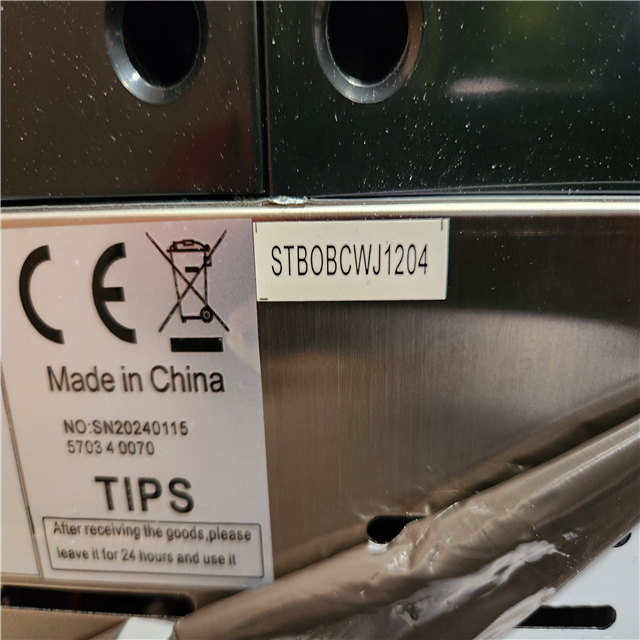 CE
STBOBCWJ1204
Made in China
NO:SN20240115
5703 4 0070
TIPS
After receiving the goods,please
leave it for 24 hours and use it